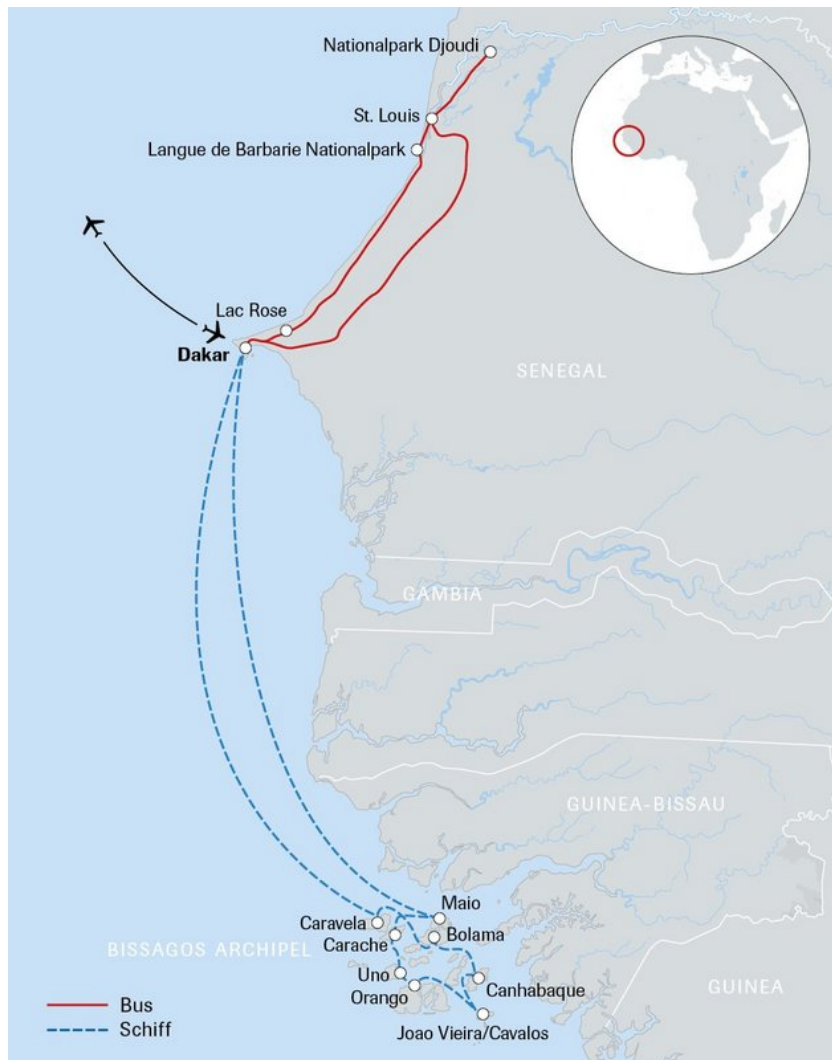 Nationalpark Djoudi
St. Louis
Langue de Barbarie Nationalpark
Lac Rose
Dakar
SENEGAL
GAMBIA
GUINEA-BISSAU
Maio
Caravela
Bolama
Carache
BISSAGOS ARCHIPEL
Uno
Canhabaque
Orango
GUINEA
Joao Vieira/Cavalos
Bus
Schiff